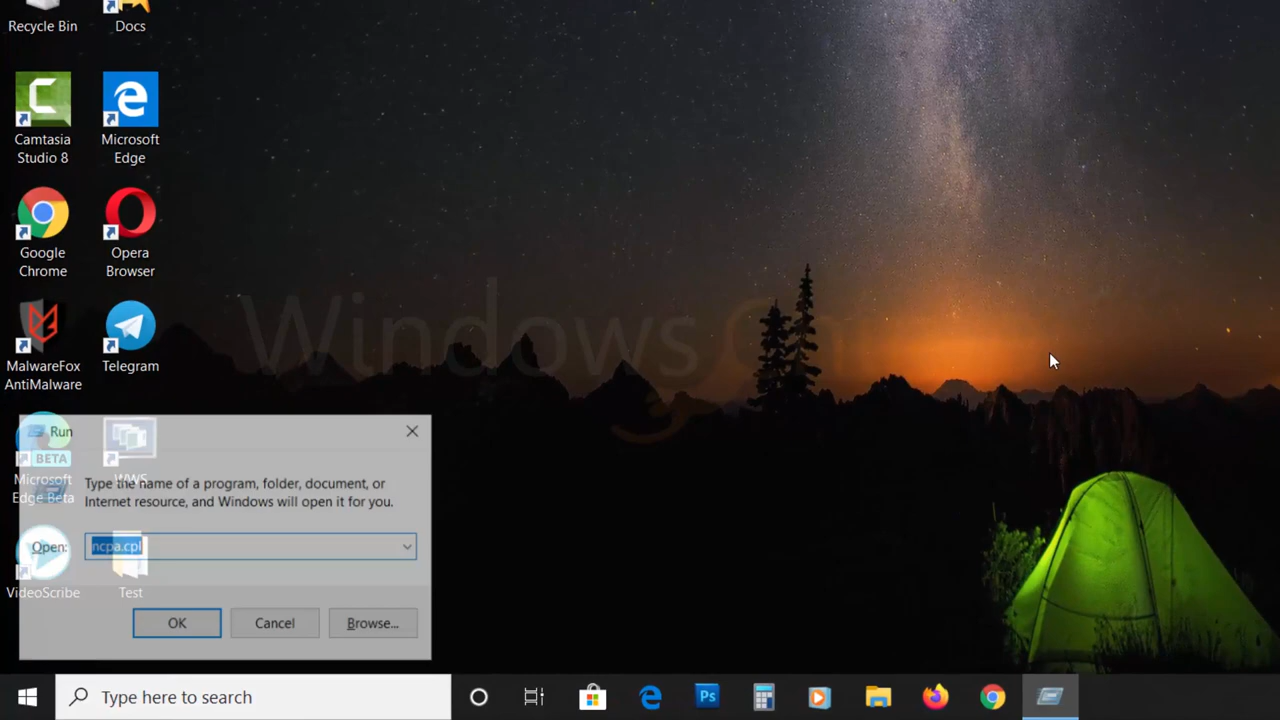 Recycle Bin
Docs
Camtasia
Studio 8
Microsoft
Edge
Google
Chrome
Opera
Browser
MalwareFox
AntiMalware
Telegram
Windows
Run
BETA
Microsoft
Edge Beta
WWS
Type the name of a program, folder, document, or
Internet resource, and Windows will open it for you.
Open:
ncpa.cpl
VideoScribe
Test
OK
Cancel
Browse...
Type here to search
Ps